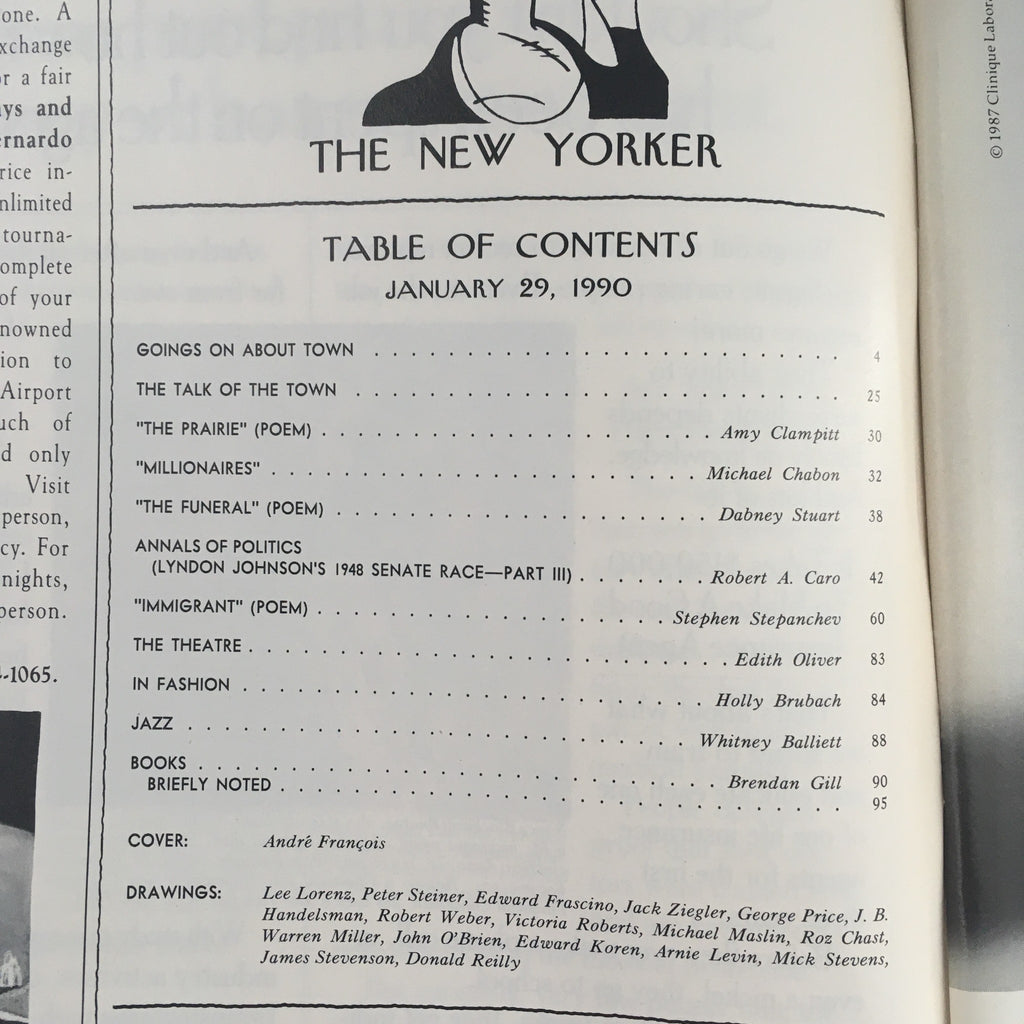 one. A
xchange
r a fair
ys and
ernardo
rice in-
nlimited
tourna-
omplete
of your
nowned
ion to
Airport
uch of
d only
Visit
person,
cy. For
nights,
person.
-1065.
THE NEW YORKER
TABLE OF CONTENTS
JANUARY 29, 1990
GOINGS ON ABOUT TOWN . . . . . . . . . . . . . . . . . . . . . . . . . . 4
THE TALK OF THE TOWN . . . . . . . . . . . . . . . . . . . . . . . . . . . 25
"THE PRAIRIE" (POEM) . . . . . . . . . . . . . . . . . . . . . . Amy Clampitt 30
"MILLIONAIRES" . . . . . . . . . . . . . . . . . . . . . . . . Michael Chabon 32
"THE FUNERAL" (POEM) . . . . . . . . . . . . . . . . . . . . . Dabney Stuart 38
ANNALS OF POLITICS
(LYNDON JOHNSON'S 1948 SENATE RACE—PART III) . . . . . . . Robert A. Caro 42
"IMMIGRANT" (POEM) . . . . . . . . . . . . . . . . . . . . Stephen Stepanchev 60
THE THEATRE . . . . . . . . . . . . . . . . . . . . . . . . . . . Edith Oliver 83
IN FASHION . . . . . . . . . . . . . . . . . . . . . . . . . . Holly Brubach 84
JAZZ . . . . . . . . . . . . . . . . . . . . . . . . . . . . Whitney Balliett 88
BOOKS . . . . . . . . . . . . . . . . . . . . . . . . . . . . . Brendan Gill 90
BRIEFLY NOTED . . . . . . . . . . . . . . . . . . . . . . . . . . . . . . . . 95
COVER: André François
DRAWINGS: Lee Lorenz, Peter Steiner, Edward Frascino, Jack Ziegler, George Price, J. B.
Handelsman, Robert Weber, Victoria Roberts, Michael Maslin, Roz Chast,
Warren Miller, John O'Brien, Edward Koren, Arnie Levin, Mick Stevens,
James Stevenson, Donald Reilly
© 1987 Clinique Labor